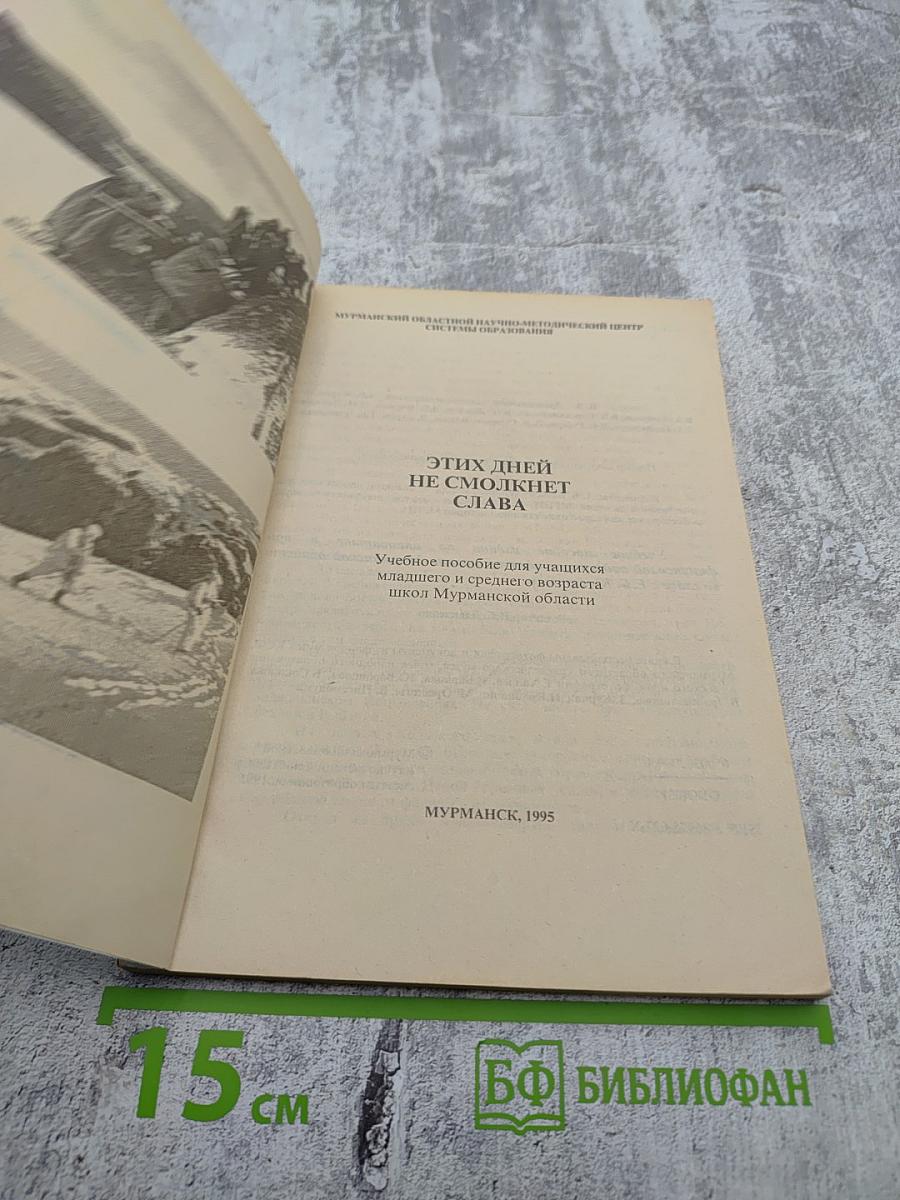 МУРМАНСКИЙ ОБЛАСТНОЙ НАУЧНО-МЕТОДИЧЕСКИЙ ЦЕНТР
СИСТЕМЫ ОБРАЗОВАНИЯ
ЭТИХ ДНЕЙ
НЕ СМОЛКНЕТ
СЛАВА
Учебное пособие для учащихся
младшего и среднего возраста
школ Мурманской области
МУРМАНСК, 1995
15 см
БФ БИБЛИОФАН